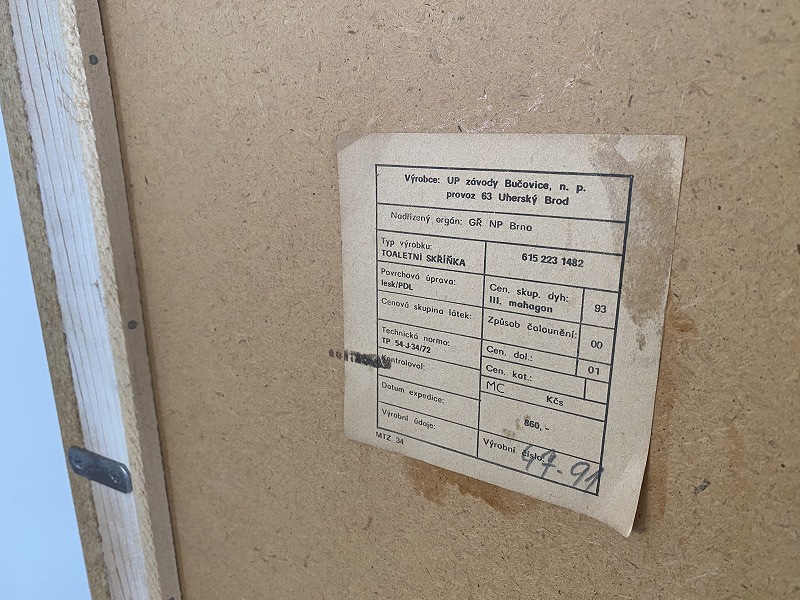 Výrobce: UP závody Bučovice, n. p.
provoz 63 Uherský Brod
Nadřízený orgán: GŘ NP Brno
Typ výrobku:
TOALETNÍ SKŘÍŇKA
615 223 1482
Povrchová úprava:
lesk/PDL
Cen. skup. dyh:
III. mahagon
93
Cenová skupina látek:
Způsob čalounění:
00
Technická norma:
TP 54-J-34/72
Cen. dol.:
01
Kontroloval:
Cen. kat.:
MC Kčs
Datum expedice:
860,-
Výrobní údaje:
Výrobní číslo:
44-91
MTZ 34